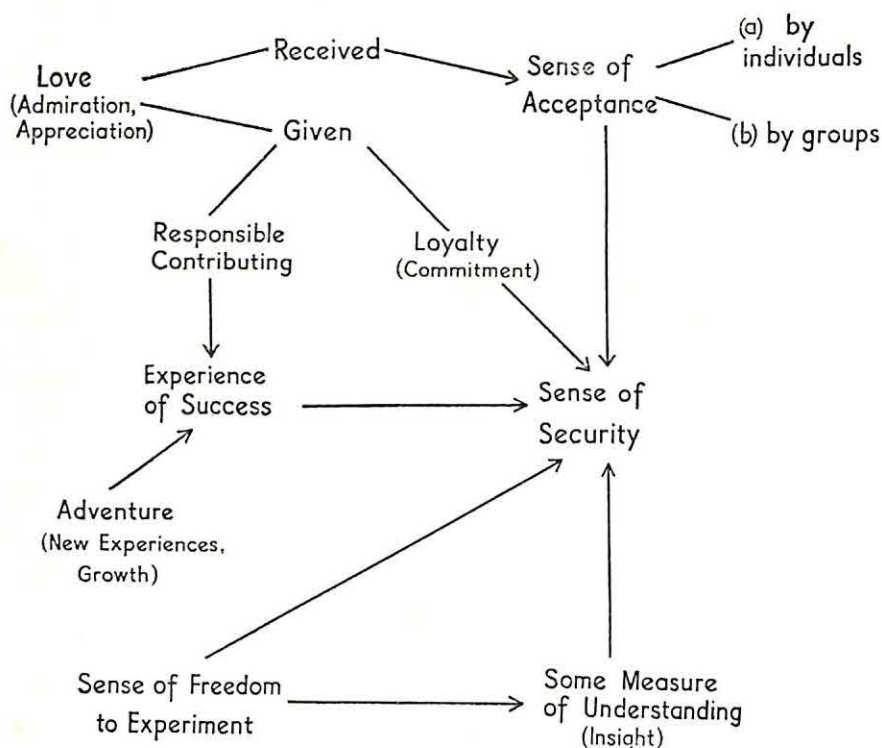 Love
(Admiration,
Appreciation)
Received
Given
Sense of
Acceptance
(a) by
individuals
(b) by groups
Responsible
Contributing
Loyalty
(Commitment)
Experience
of Success
Sense of
Security
Adventure
(New Experiences,
Growth)
Sense of Freedom
to Experiment
Some Measure
of Understanding
(Insight)